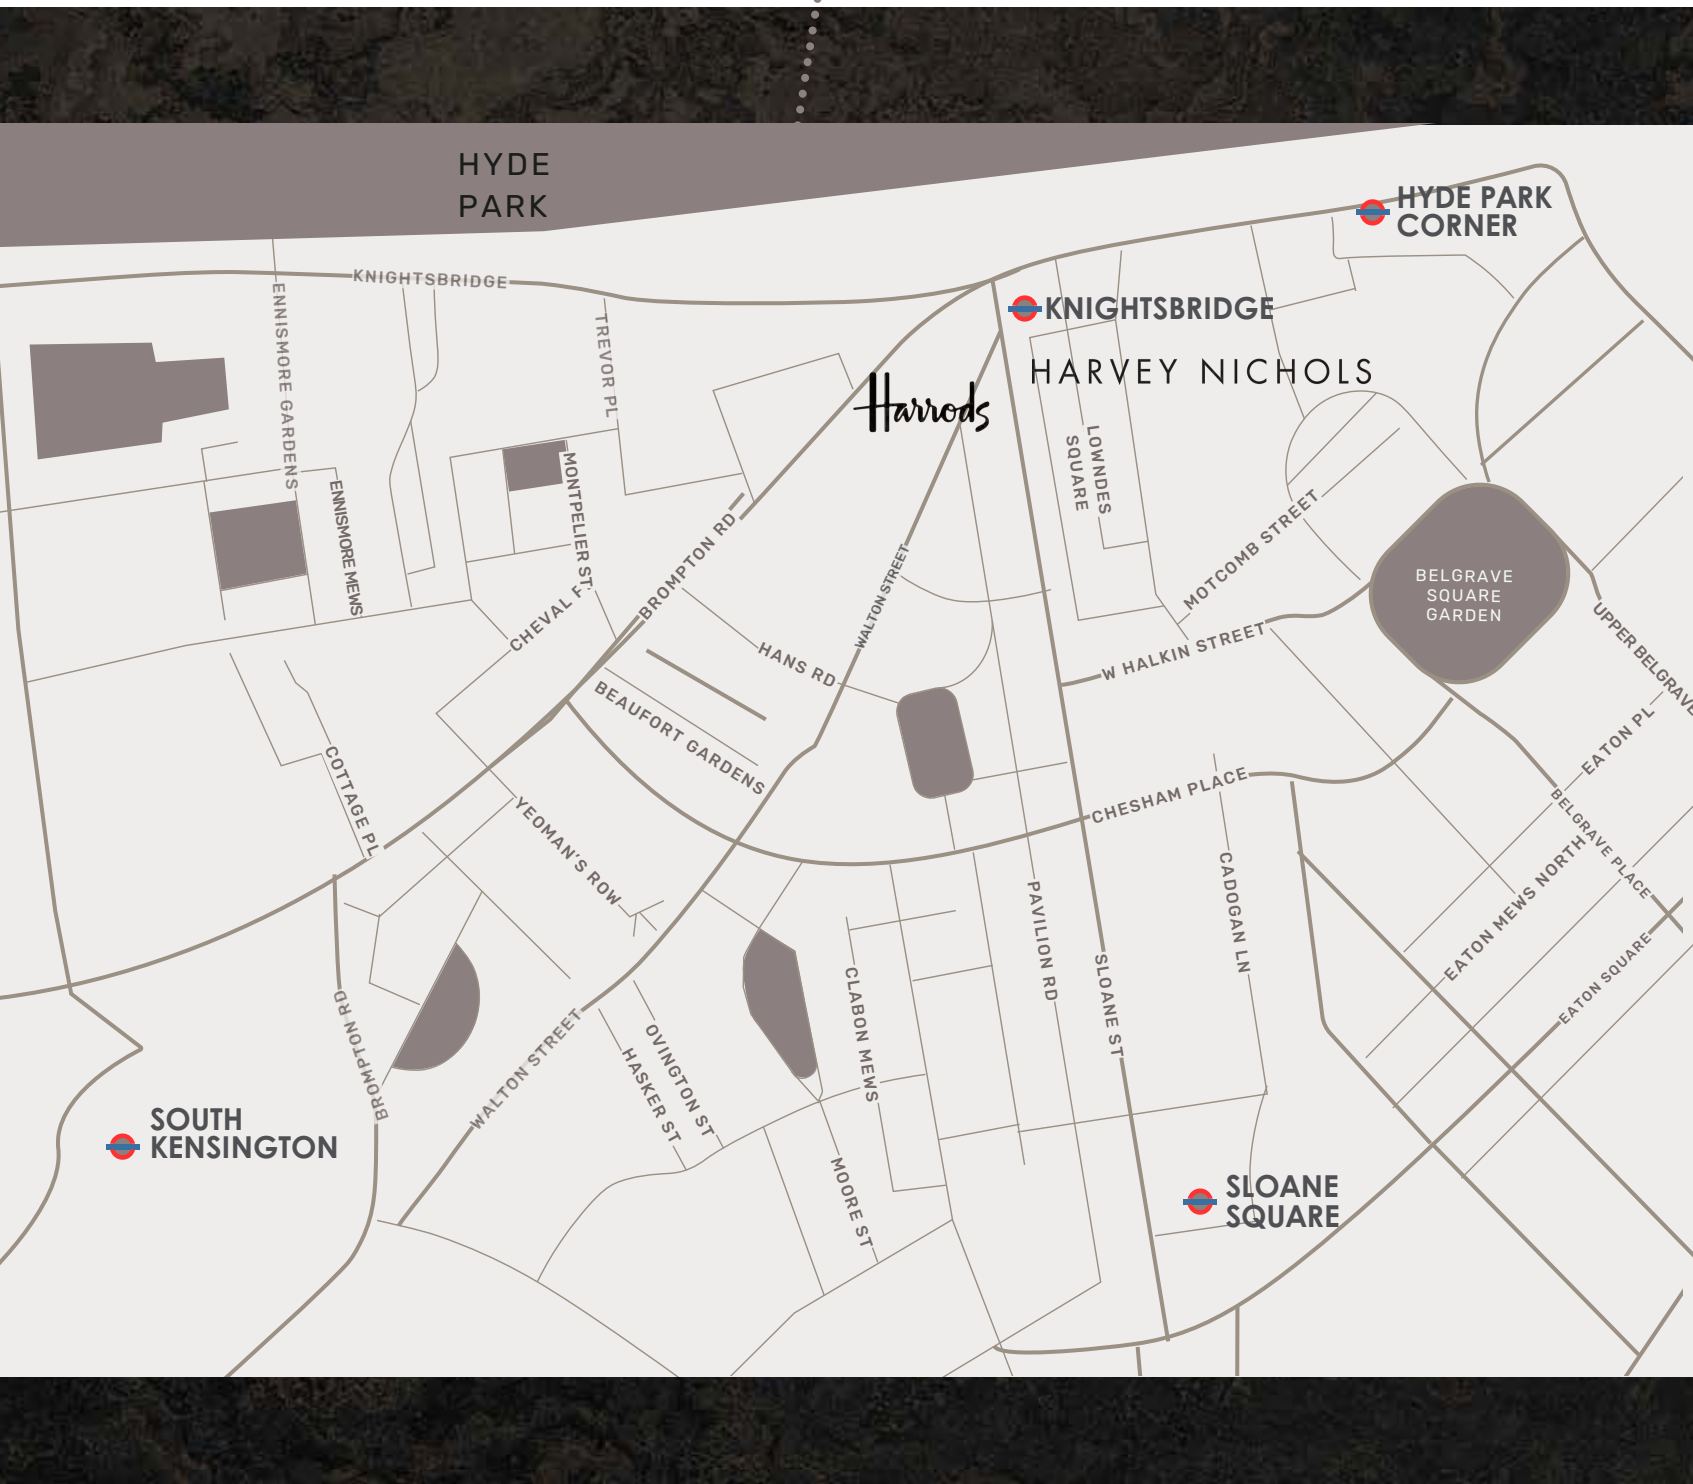 HYDE
PARK
HYDE PARK
CORNER
KNIGHTSBRIDGE
KNIGHTSBRIDGE
ENNISMORE GARDENS
TREVOR PL
HARVEY NICHOLS
Harrods
LOWNDES
SQUARE
MONTPELIER ST
ENNISMORE MEWS
BROMPTON RD
MOTCOMB STREET
WALTON STREET
BELGRAVE
SQUARE
GARDEN
CHEVAL
HANS RD
W HALKIN STREET
UPPER BELGRAVE
BEAUFORT GARDENS
EATON PL
COTTAGE PL
CHESHAM PLACE
YEOMAN'S ROW
BELGRAVE PLACE
EATON MEWS NORTH
CADOGAN LN
PAVILION RD
EATON SQUARE
CLABON MEWS
SLOANE ST
BROMPTON RD
WALTON STREET
OVINGTON ST
HASKER ST
SOUTH
KENSINGTON
MOORE ST
SLOANE
SQUARE